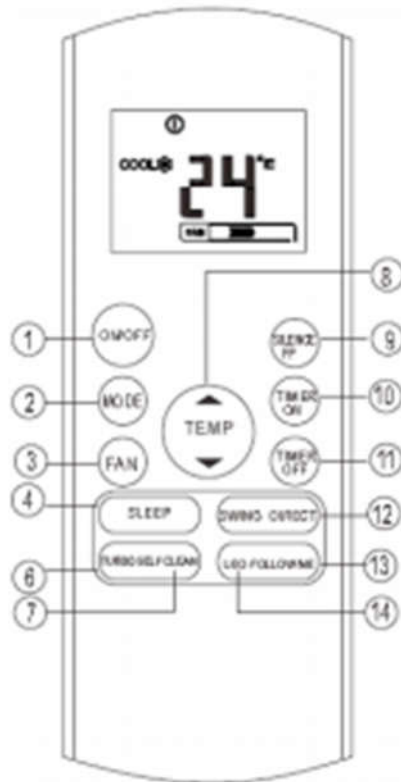 COOL
24
8
1
ON/OFF
SILENCE
FP
9
2
MODE
TEMP
TIMER
ON
10
3
FAN
TIMER
OFF
11
4
SLEEP
SWING DIRECT
12
6
TURBO SELF CLEAN
LED FOLLOW ME
13
7
14